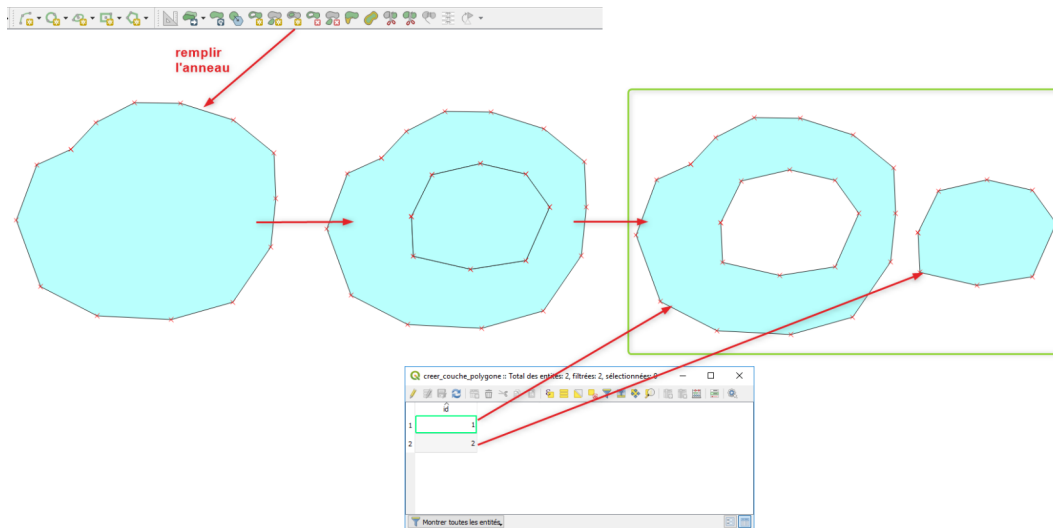 remplir
l'anneau
creer_couche_polygone :: Total des entités: 2, filtrées: 2, sélectionnées: 0
id
1 1
2 2
Montrer toutes les entités